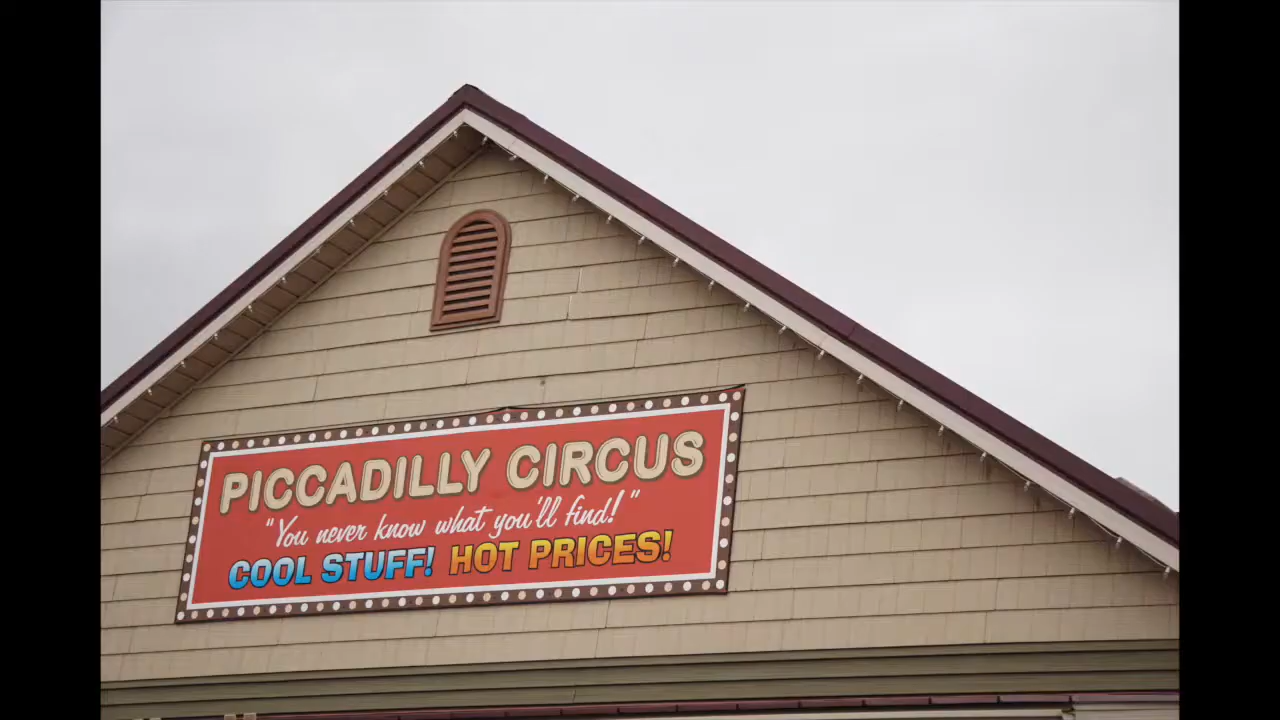 PICCADILLY CIRCUS
"You never know what you'll find!"
COOL STUFF! HOT PRICES!